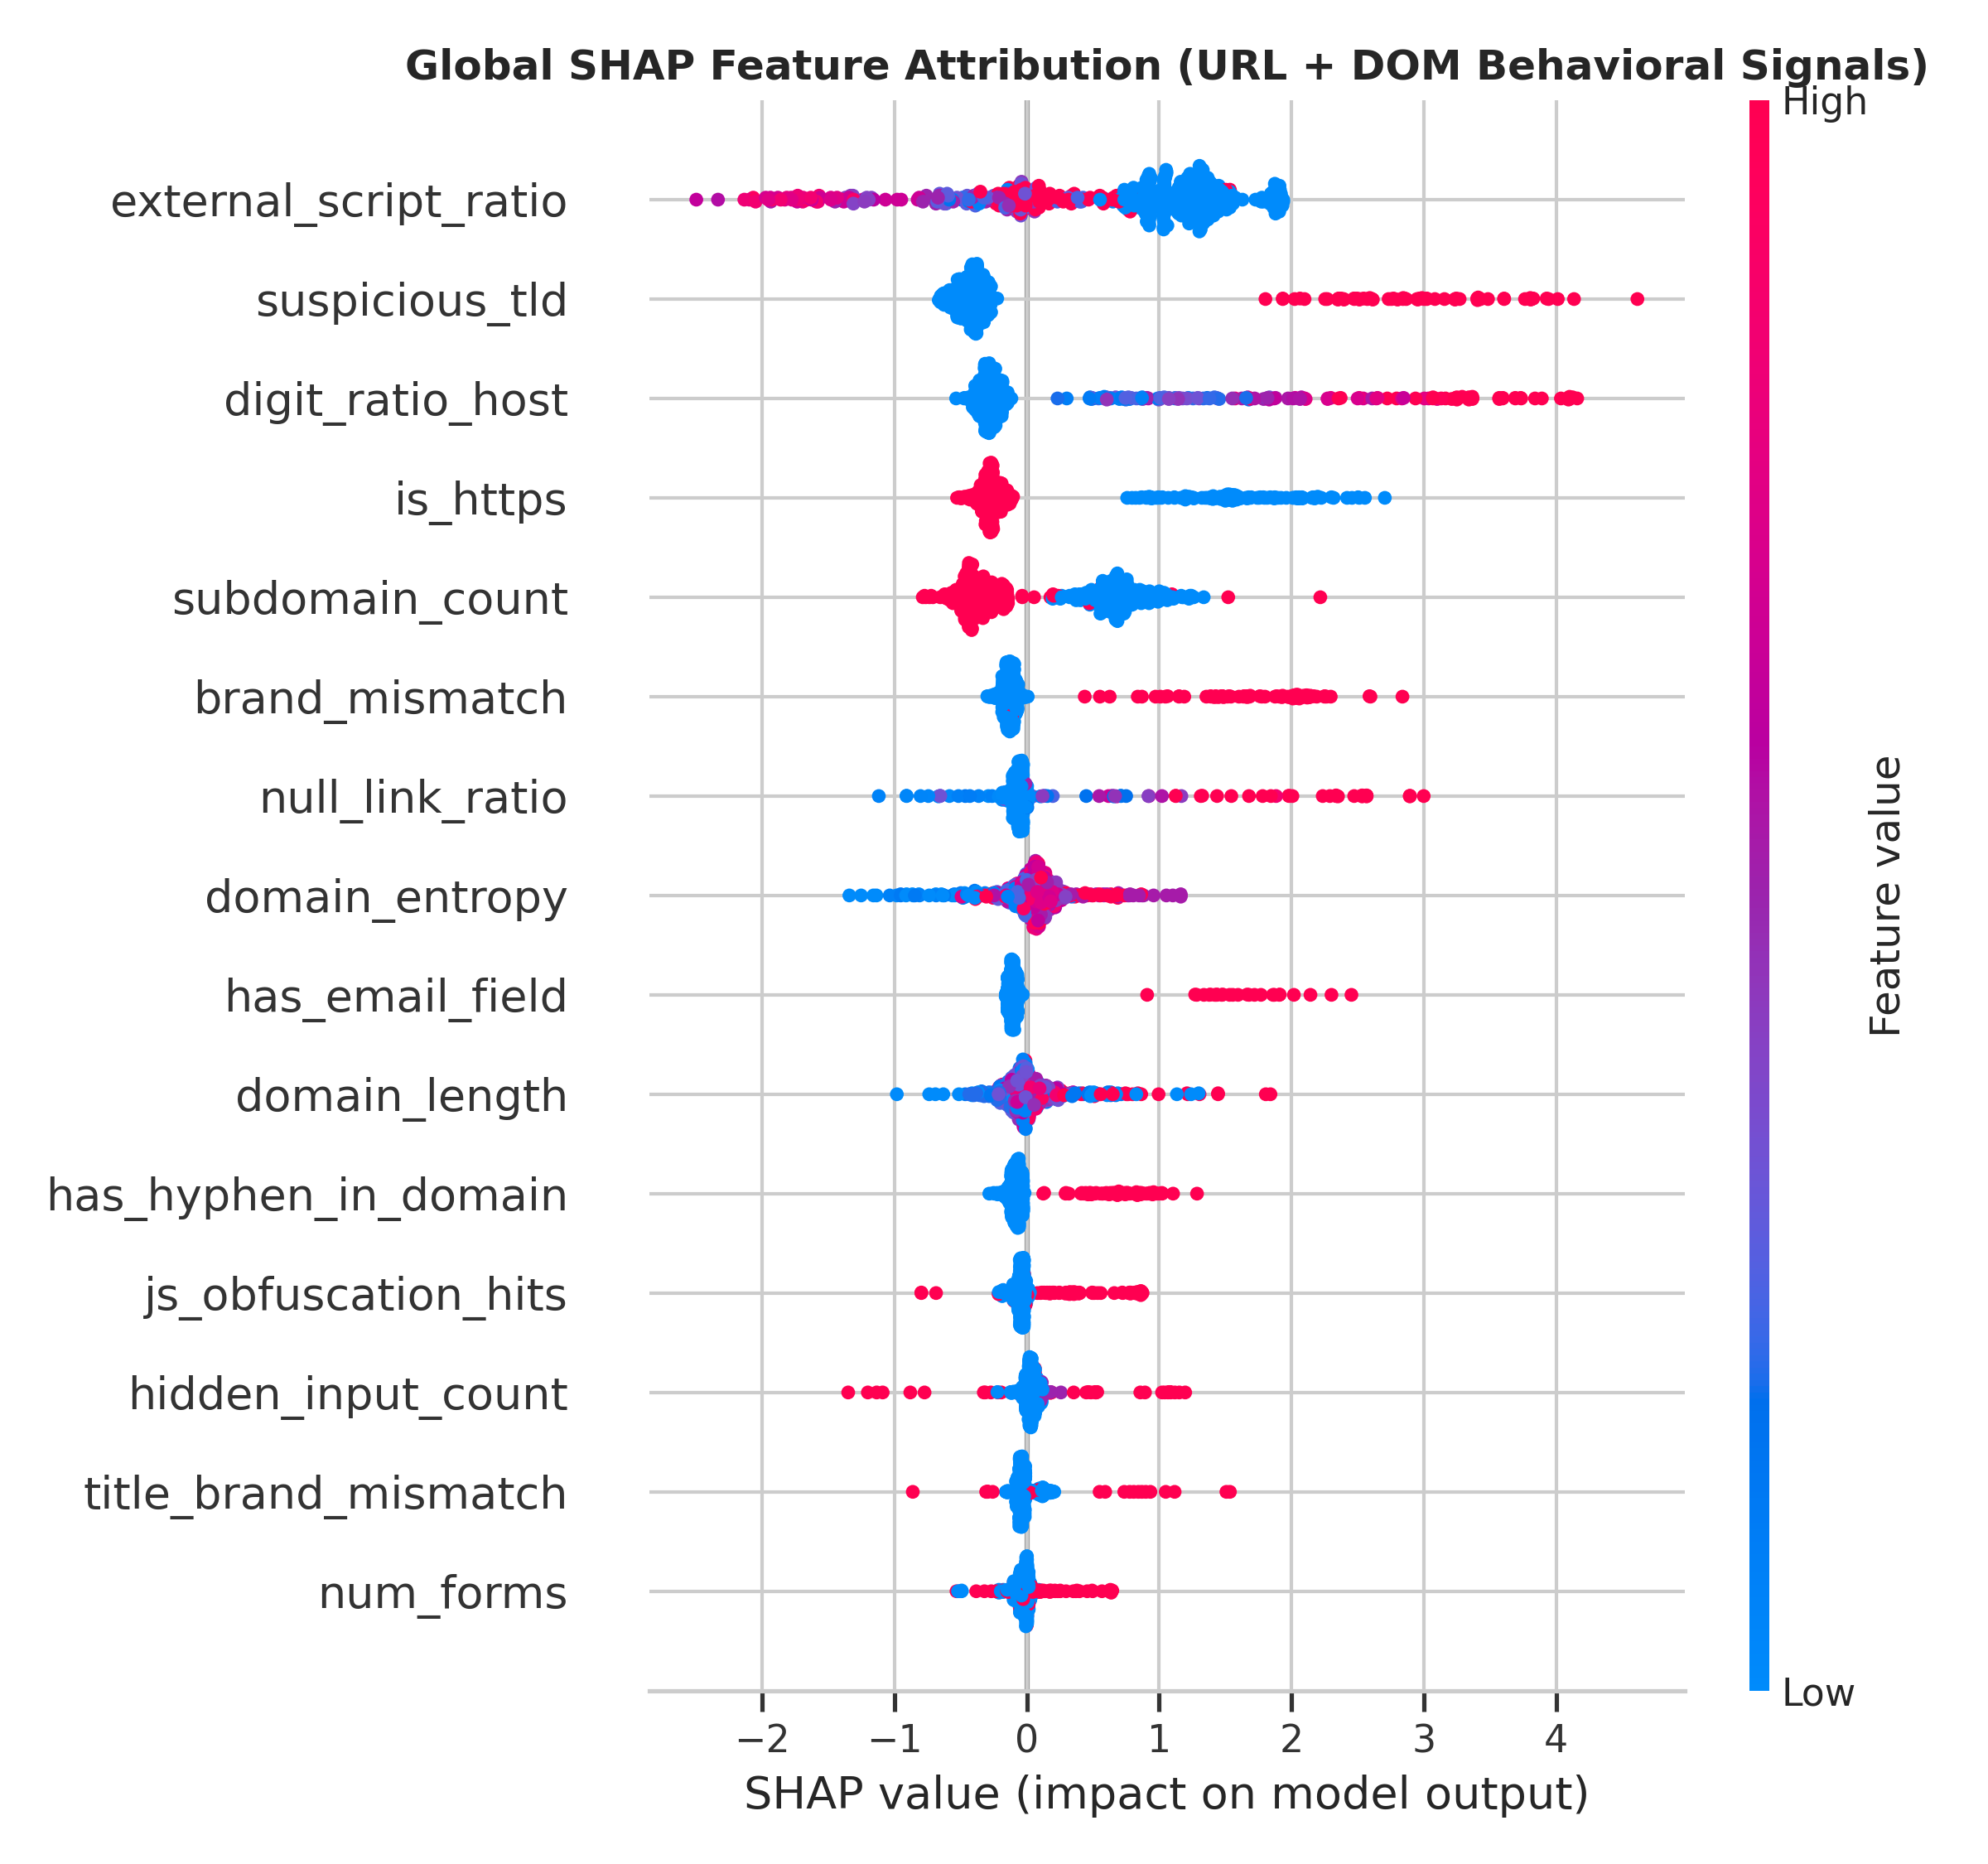 Global SHAP Feature Attribution (URL + DOM Behavioral Signals)
High
external_script_ratio
suspicious_tld
digit_ratio_host
is_https
subdomain_count
brand_mismatch
null_link_ratio
domain_entropy
has_email_field
domain_length
has_hyphen_in_domain
js_obfuscation_hits
hidden_input_count
title_brand_mismatch
num_forms
Feature value
Low
−2 −1 0 1 2 3 4
SHAP value (impact on model output)